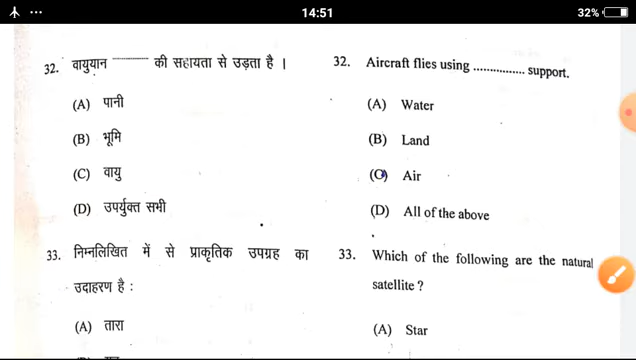 14:51
32%
32. वायुयान ............ की सहायता से उड़ता है ।
(A) पानी
(B) भूमि
(C) वायु
(D) उपर्युक्त सभी
33. निम्नलिखित में से प्राकृतिक उपग्रह का
उदाहरण है :
(A) तारा
32. Aircraft flies using ............... support.
(A) Water
(B) Land
(C) Air
(D) All of the above
33. Which of the following are the natural
satellite ?
(A) Star